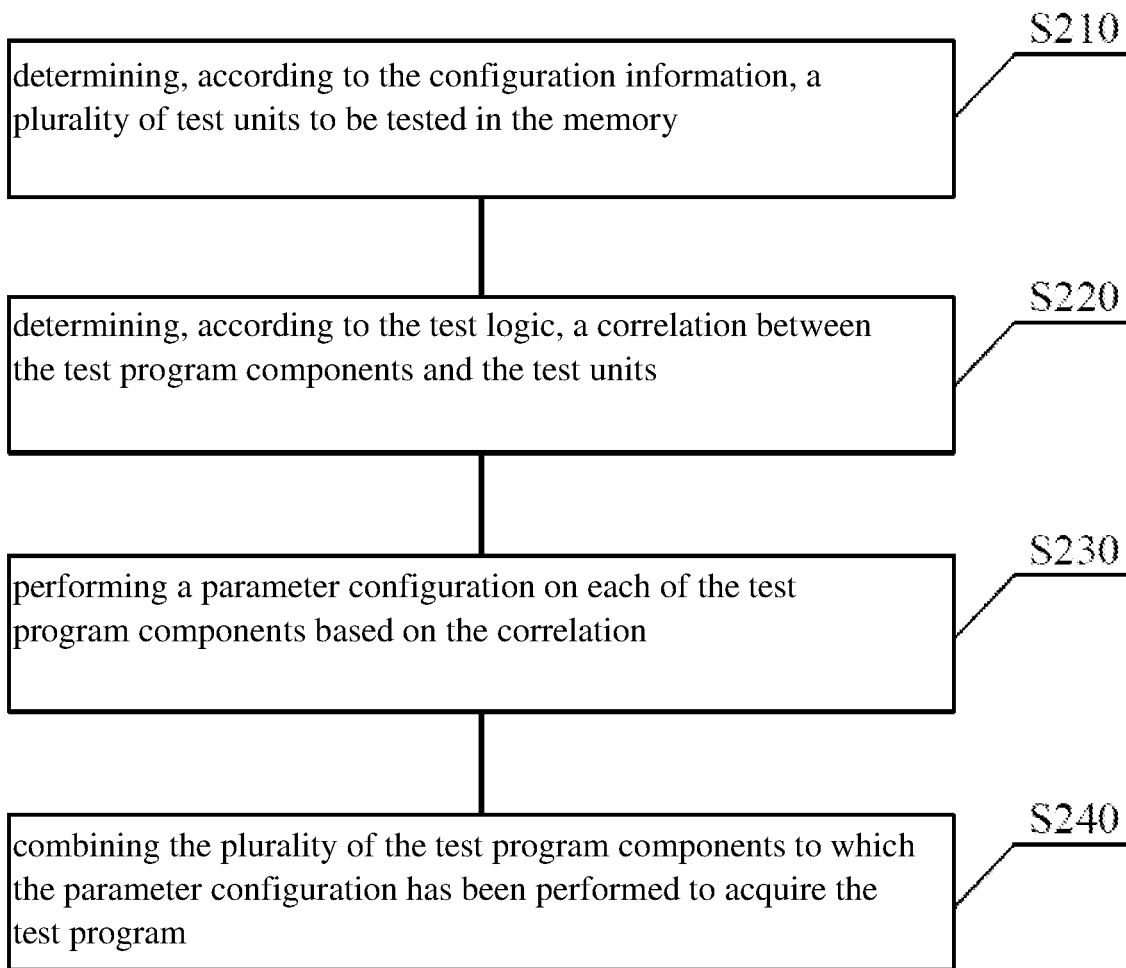 S210
determining, according to the configuration information, a
plurality of test units to be tested in the memory
S220
determining, according to the test logic, a correlation between
the test program components and the test units
S230
performing a parameter configuration on each of the test
program components based on the correlation
S240
combining the plurality of the test program components to which
the parameter configuration has been performed to acquire the
test program